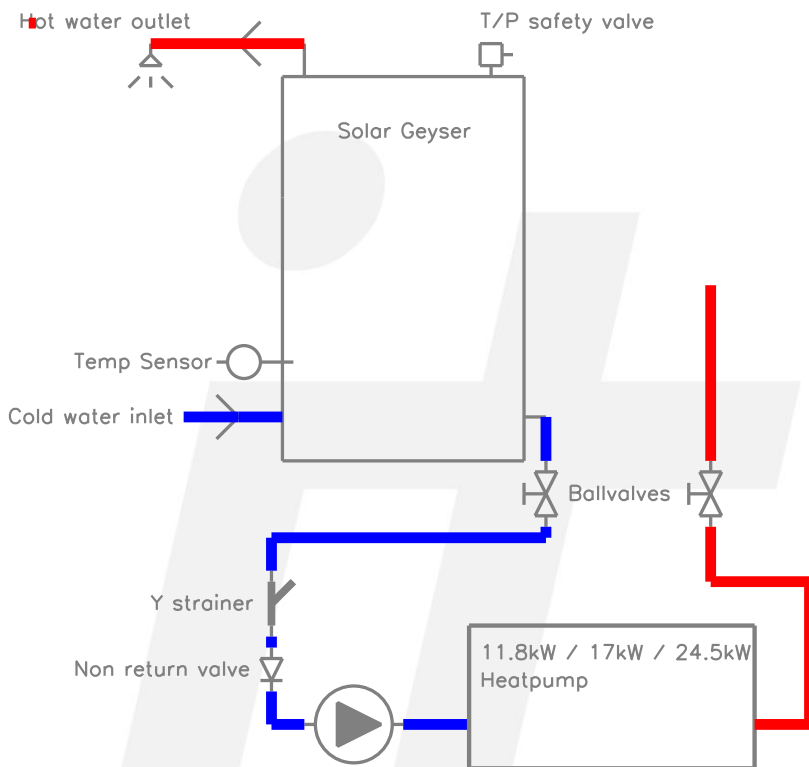 Hot water outlet
T/P safety valve
Solar Geyser
Temp Sensor
Cold water inlet
Ballvalves
Y strainer
Non return valve
11.8kW / 17kW / 24.5kW
Heatpump